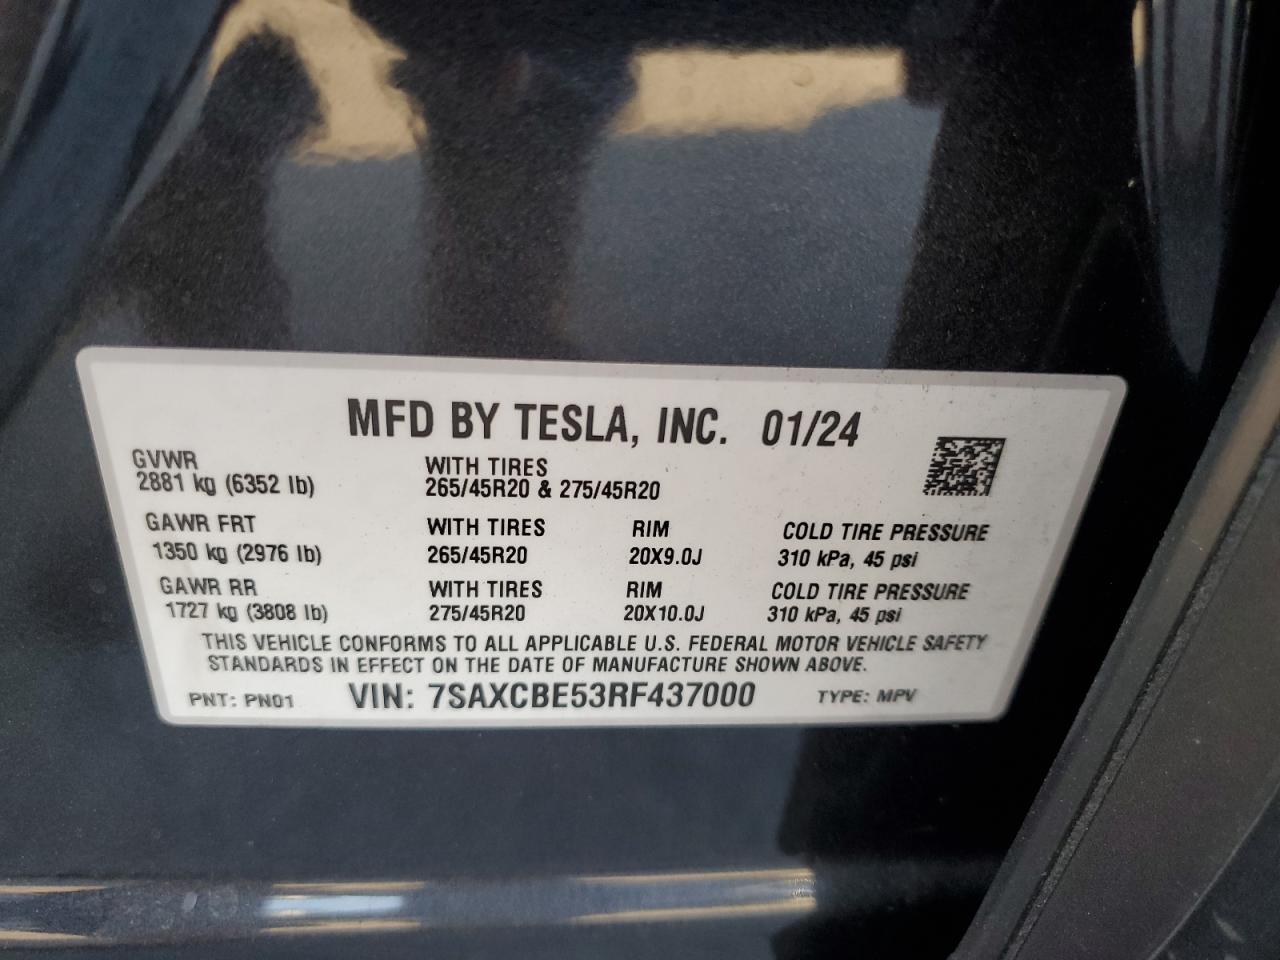 MFD BY TESLA, INC. 01/24
GVWR WITH TIRES
2881 kg (6352 lb) 265/45R20 & 275/45R20
GAWR FRT WITH TIRES RIM COLD TIRE PRESSURE
1350 kg (2976 lb) 265/45R20 20X9.0J 310 kPa, 45 psi
GAWR RR WITH TIRES RIM COLD TIRE PRESSURE
1727 kg (3808 lb) 275/45R20 20X10.0J 310 kPa, 45 psi
THIS VEHICLE CONFORMS TO ALL APPLICABLE U.S. FEDERAL MOTOR VEHICLE SAFETY
STANDARDS IN EFFECT ON THE DATE OF MANUFACTURE SHOWN ABOVE.
PNT: PN01 VIN: 7SAXCBE53RF437000 TYPE: MPV